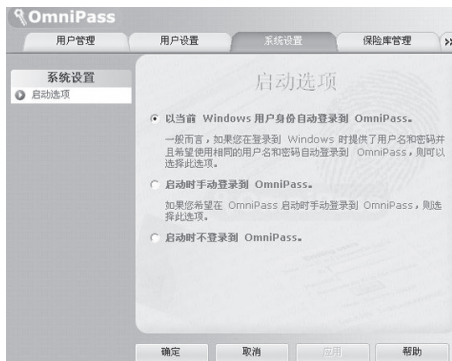 OmniPass
用户管理 用户设置 系统设置 保险库管理
系统设置
启动选项
启动选项
以当前 Windows 用户身份自动登录到 OmniPass。
一般而言，如果您在登录到 Windows 时提供了用户名和密码并
且希望使用相同的用户名和密码自动登录到 OmniPass，则可以
选择此选项。
启动时手动登录到 OmniPass。
如果您希望在 OmniPass 启动时手动登录到 OmniPass，则选
择此选项。
启动时不登录到 OmniPass。
确定 取消 应用 帮助